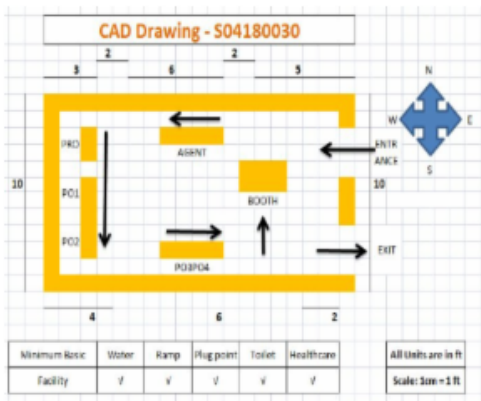 CAD Drawing - S04180030
2 2
3 6 5
N
W E
S
PRO
AGENT
ENTR
ANCE
10 10
PO1
BOOTH
PO2
EXIT
PO3PO4
4 6 2
Minimum Basic Water Ramp Plug point Toilet Healthcare
Facility √ √ √ √ √
All Units are in ft
Scale: 1cm = 1 ft